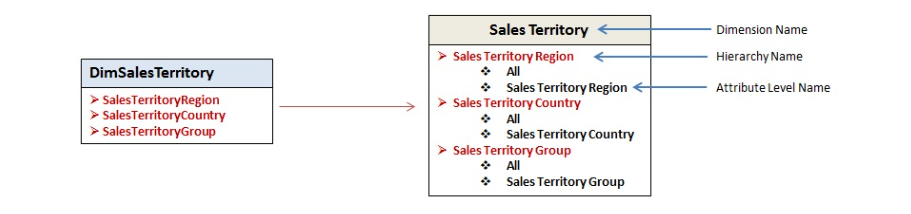 Sales Territory
Dimension Name
Sales Territory Region
Hierarchy Name
All
Sales Territory Region
Attribute Level Name
Sales Territory Country
All
Sales Territory Country
Sales Territory Group
All
Sales Territory Group
DimSalesTerritory
SalesTerritoryRegion
SalesTerritoryCountry
SalesTerritoryGroup